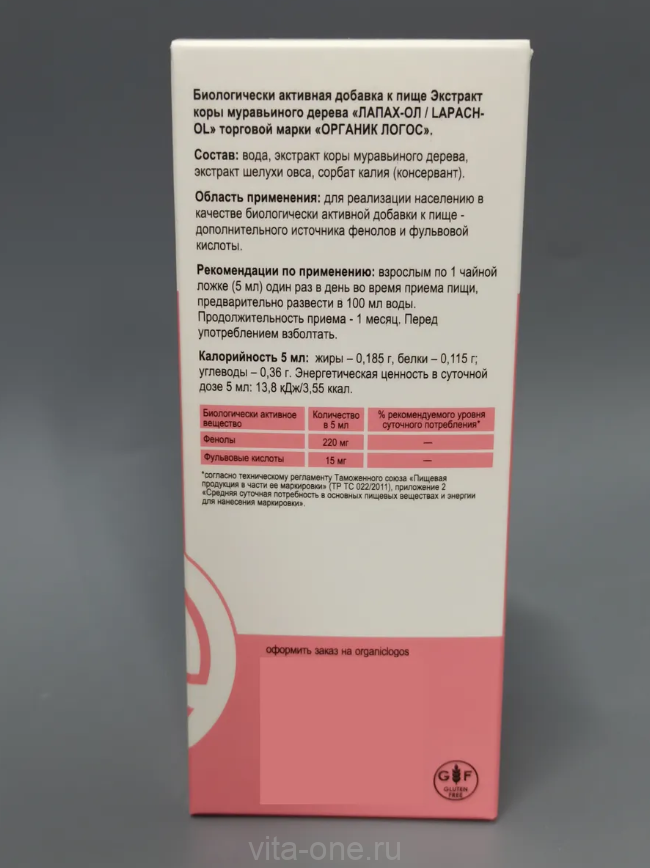 Биологически активная добавка к пище Экстракт
коры муравьиного дерева «ЛАПАХ-ОЛ / LAPACH-
OL» торговой марки «ОРГАНИК ЛОГОС».
Состав: вода, экстракт коры муравьиного дерева,
экстракт шелухи овса, сорбат калия (консервант).
Область применения: для реализации населению в
качестве биологически активной добавки к пище -
дополнительного источника фенолов и фульвовой
кислоты.
Рекомендации по применению: взрослым по 1 чайной
ложке (5 мл) один раз в день во время приема пищи,
предварительно развести в 100 мл воды.
Продолжительность приема - 1 месяц. Перед
употреблением взболтать.
Калорийность 5 мл: жиры – 0,185 г, белки – 0,115 г;
углеводы – 0,36 г. Энергетическая ценность в суточной
дозе 5 мл: 13,8 кДж/3,55 ккал.
Биологически активное вещество Количество в 5 мл % рекомендуемого уровня суточного потребления*
Фенолы 220 мг —
Фульвовые кислоты 15 мг —
*согласно техническому регламенту Таможенного союза «Пищевая
продукция в части ее маркировки» (ТР ТС 022/2011), приложение 2
«Средняя суточная потребность в основных пищевых веществах и энергии
для нанесения маркировки».
оформить заказ на organiclogos
G F
GLUTEN
FREE
vita-one.ru